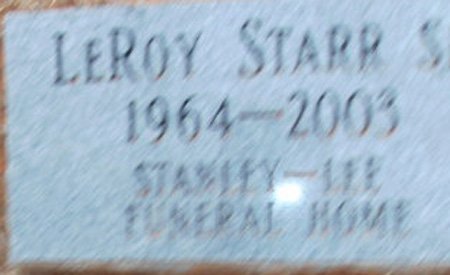 LEROY STARR S
1964-2003
STANLEY-LEE
FUNERAL HOME